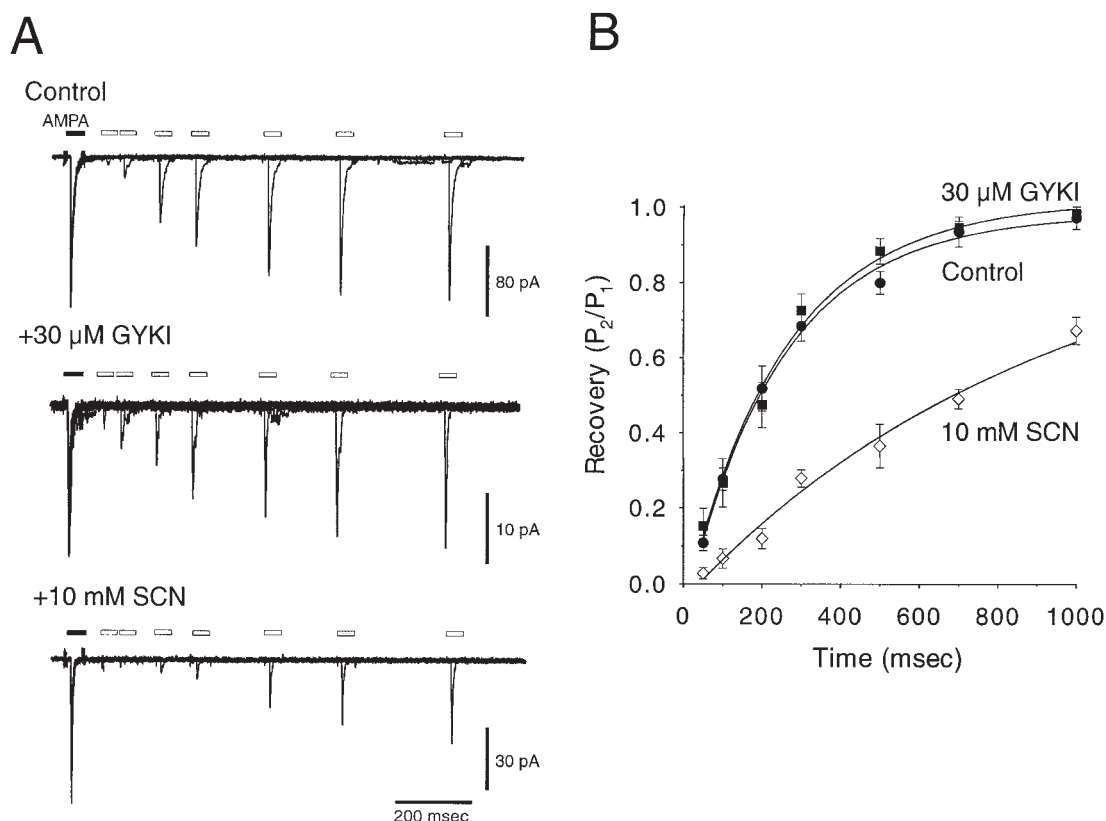 A
Control
AMPA
80 pA
+30 µM GYKI
10 pA
+10 mM SCN
30 pA
200 msec
B
Recovery (P2/P1)
1.0
0.8
0.6
0.4
0.2
0.0
30 µM GYKI
Control
10 mM SCN
0 200 400 600 800 1000
Time (msec)